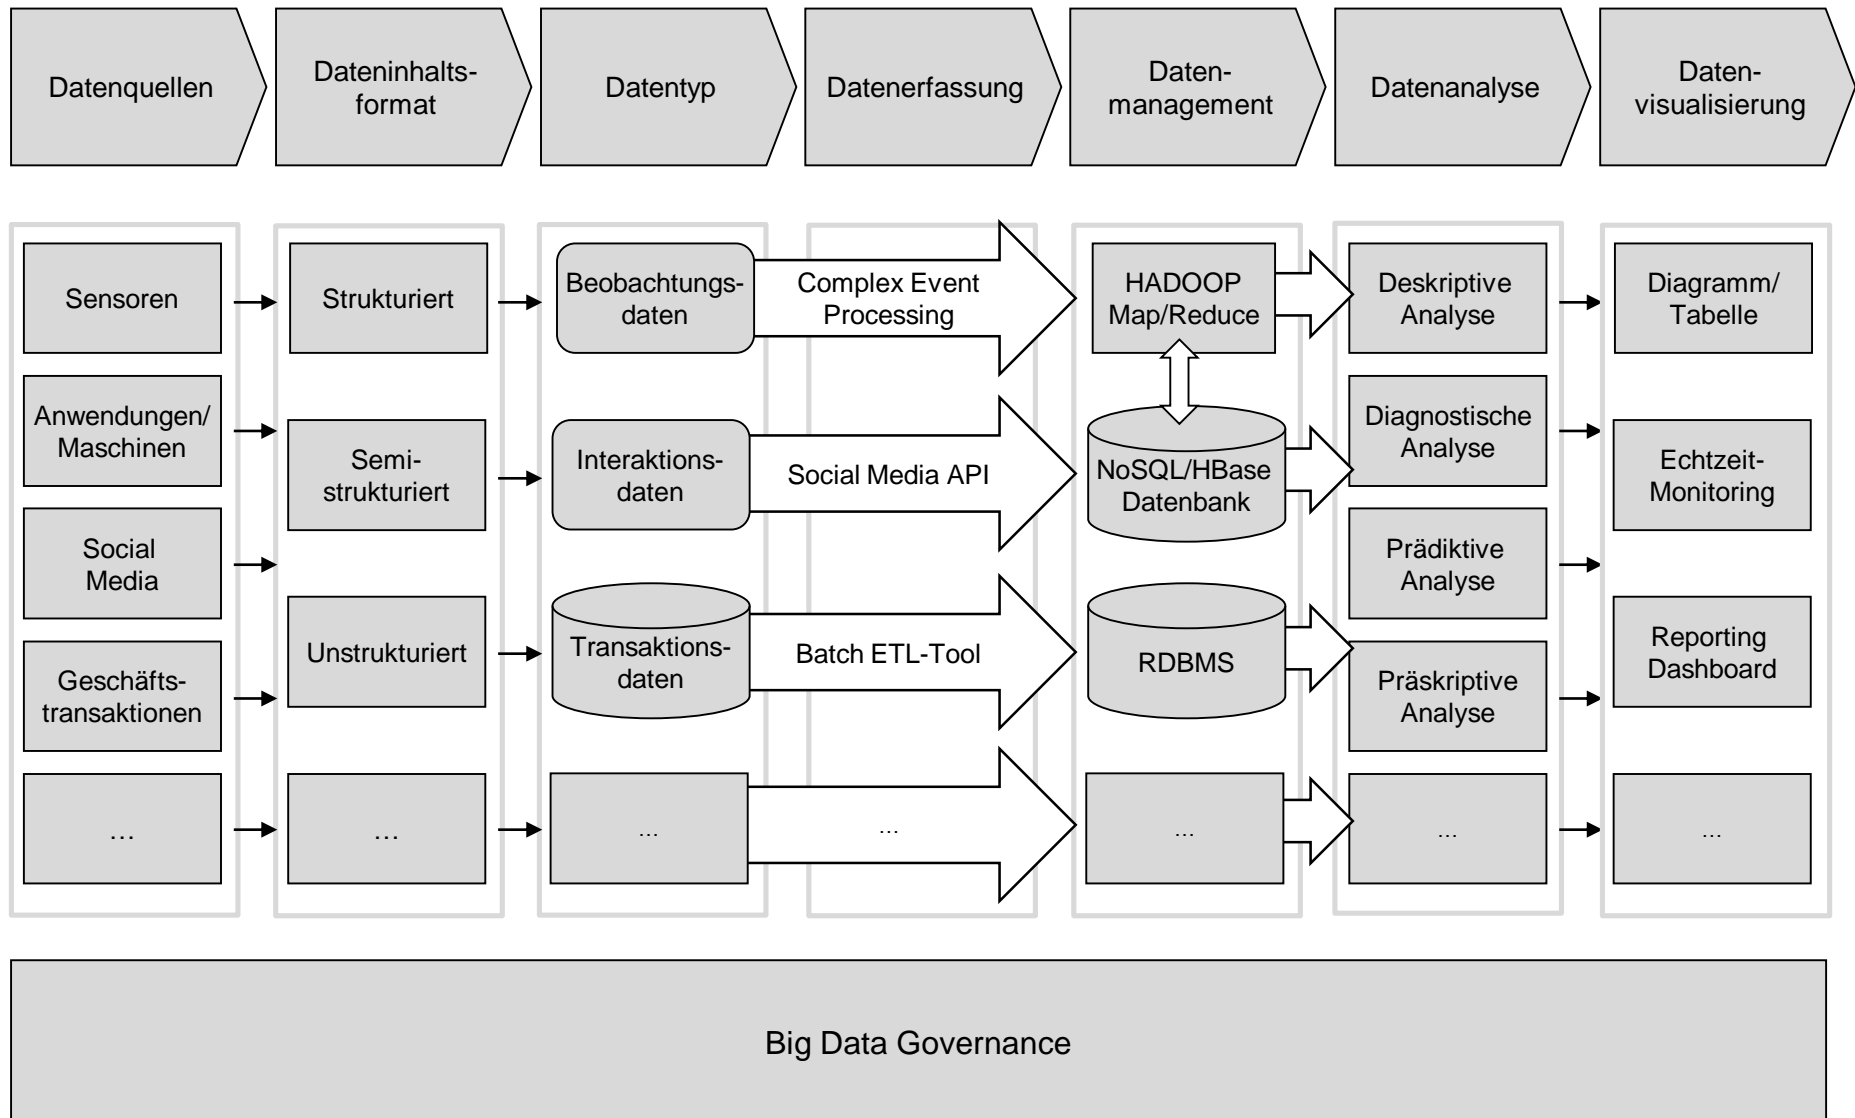 Datenquellen
Dateninhalts-
format
Datentyp
Datenerfassung
Daten-
management
Datenanalyse
Daten-
visualisierung
Sensoren
Anwendungen/
Maschinen
Social
Media
Geschäfts-
transaktionen
...
Strukturiert
Semi-
strukturiert
Unstrukturiert
...
Beobachtungs-
daten
Interaktions-
daten
Transaktions-
daten
...
Complex Event
Processing
Social Media API
Batch ETL-Tool
...
HADOOP
Map/Reduce
NoSQL/HBase
Datenbank
RDBMS
...
Deskriptive
Analyse
Diagnostische
Analyse
Prädiktive
Analyse
Präskriptive
Analyse
...
Diagramm/
Tabelle
Echtzeit-
Monitoring
Reporting
Dashboard
...
Big Data Governance